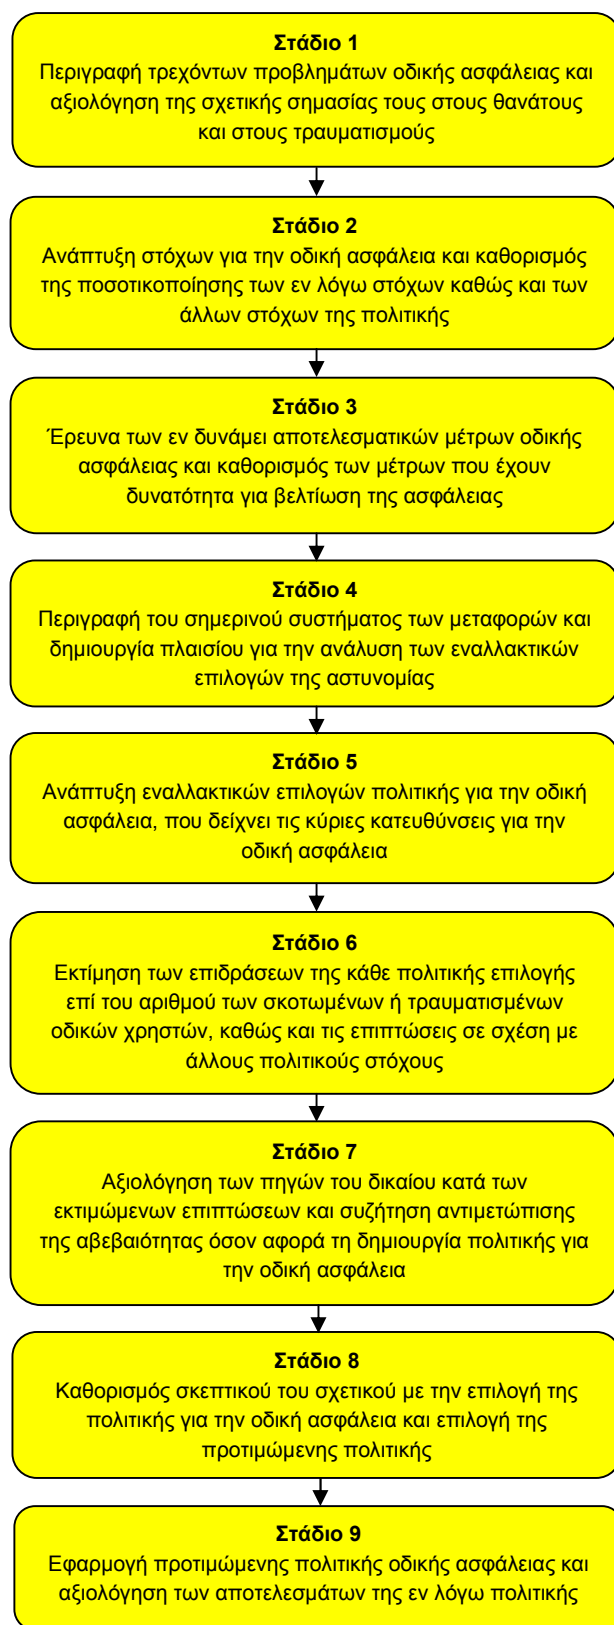 Στάδιο 1
Περιγραφή τρεχόντων προβλημάτων οδικής ασφάλειας και
αξιολόγηση της σχετικής σημασίας τους στους θανάτους
και στους τραυματισμούς
Στάδιο 2
Ανάπτυξη στόχων για την οδική ασφάλεια και καθορισμός
της ποσοτικοποίησης των εν λόγω στόχων καθώς και των
άλλων στόχων της πολιτικής
Στάδιο 3
Έρευνα των εν δυνάμει αποτελεσματικών μέτρων οδικής
ασφάλειας και καθορισμός των μέτρων που έχουν
δυνατότητα για βελτίωση της ασφάλειας
Στάδιο 4
Περιγραφή του σημερινού συστήματος των μεταφορών και
δημιουργία πλαισίου για την ανάλυση των εναλλακτικών
επιλογών της αστυνομίας
Στάδιο 5
Ανάπτυξη εναλλακτικών επιλογών πολιτικής για την οδική
ασφάλεια, που δείχνει τις κύριες κατευθύνσεις για την
οδική ασφάλεια
Στάδιο 6
Εκτίμηση των επιδράσεων της κάθε πολιτικής επιλογής
επί του αριθμού των σκοτωμένων ή τραυματισμένων
οδικών χρηστών, καθώς και τις επιπτώσεις σε σχέση με
άλλους πολιτικούς στόχους
Στάδιο 7
Αξιολόγηση των πηγών του δικαίου κατά των
εκτιμώμενων επιπτώσεων και συζήτηση αντιμετώπισης
της αβεβαιότητας όσον αφορά τη δημιουργία πολιτικής για
την οδική ασφάλεια
Στάδιο 8
Καθορισμός σκεπτικού του σχετικού με την επιλογή της
πολιτικής για την οδική ασφάλεια και επιλογή της
προτιμώμενης πολιτικής
Στάδιο 9
Εφαρμογή προτιμώμενης πολιτικής οδικής ασφάλειας και
αξιολόγηση των αποτελεσμάτων της εν λόγω πολιτικής